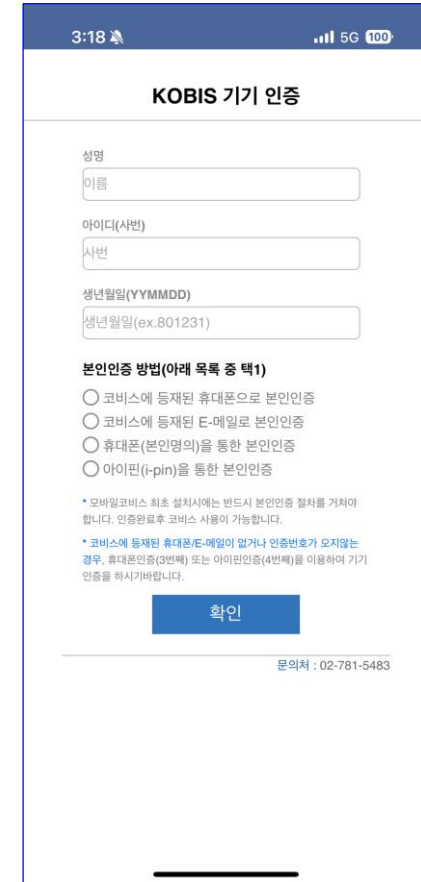 3:18
5G 100
KOBIS 기기 인증
성명
이름
아이디(사번)
사번
생년월일(YYMMDD)
생년월일(ex.801231)
본인인증 방법(아래 목록 중 택1)
코비스에 등재된 휴대폰으로 본인인증
코비스에 등재된 E-메일로 본인인증
휴대폰(본인명의)을 통한 본인인증
아이핀(i-pin)을 통한 본인인증
* 모바일코비스 최초 설치시에는 반드시 본인인증 절차를 거쳐야
합니다. 인증완료후 코비스 사용이 가능합니다.
* 코비스에 등재된 휴대폰/E-메일이 없거나 인증번호가 오지않는
경우, 휴대폰인증(3번째) 또는 아이핀인증(4번째)을 이용하여 기기
인증을 하시기바랍니다.
확인
문의처 : 02-781-5483